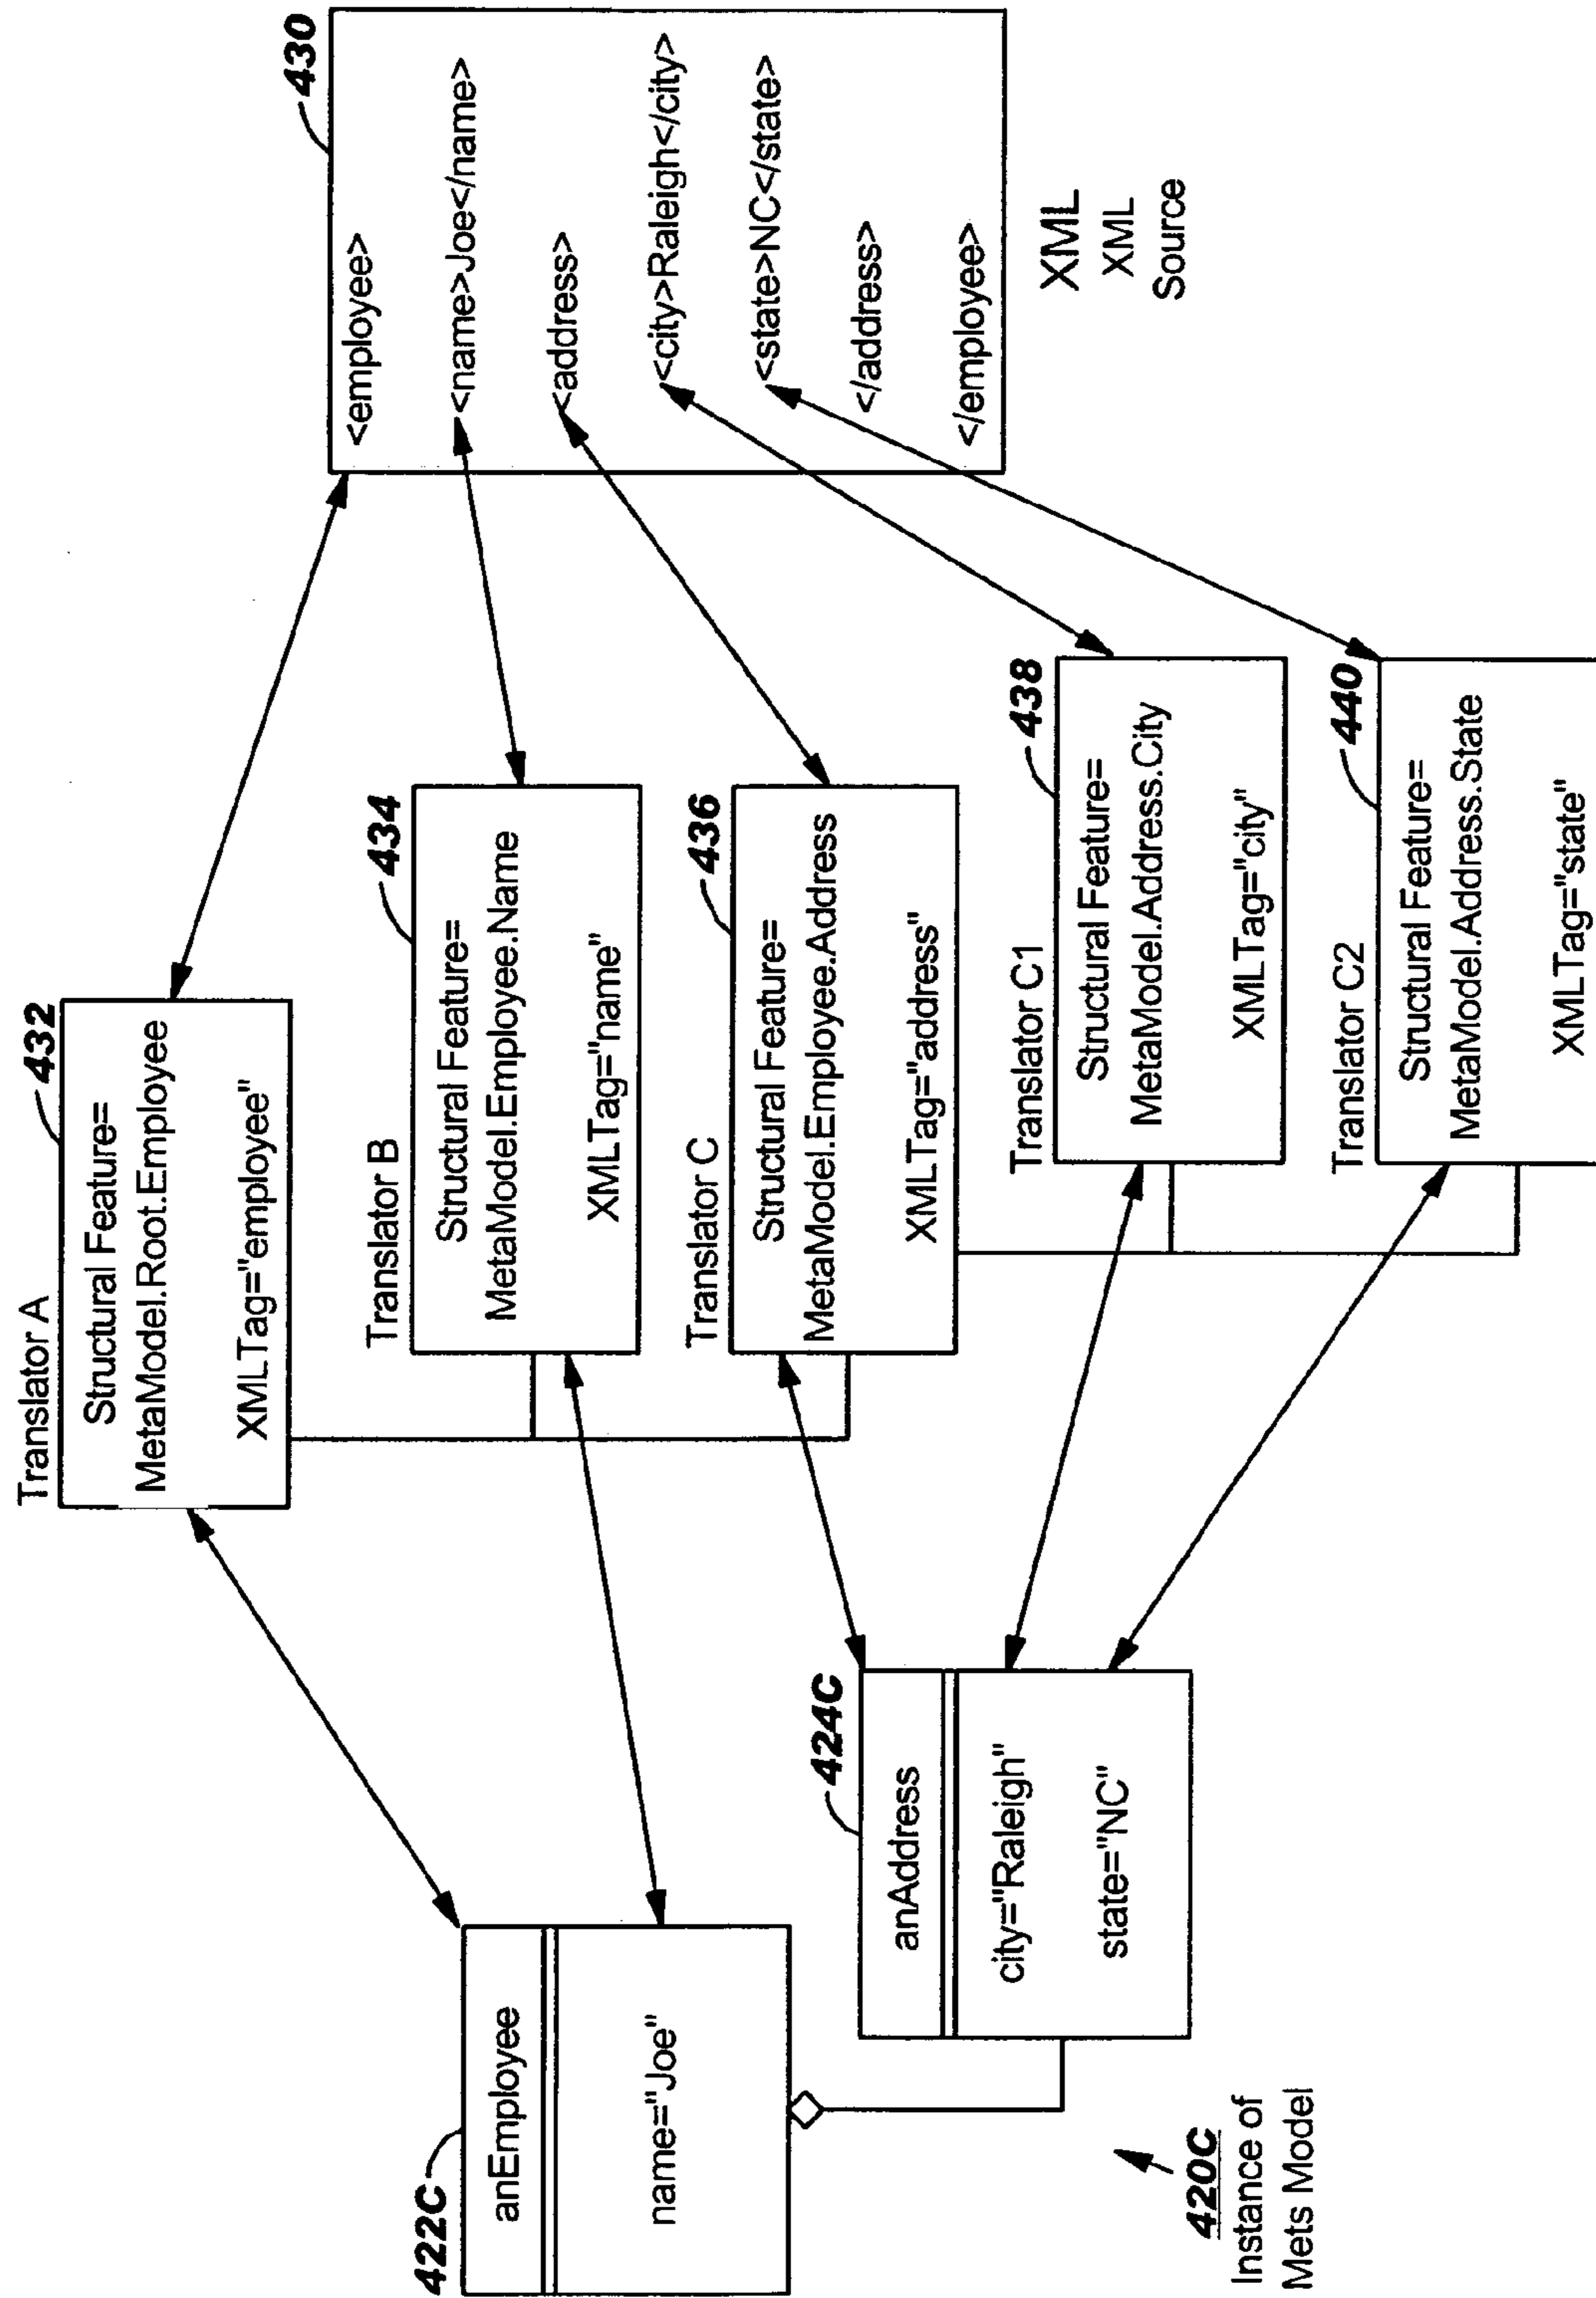 Translator A
432
Structural Feature=
MetaModel.Root.Employee
XMLTag="employee"
422C
anEmployee
name="Joe"
Translator B
434
Structural Feature=
MetaModel.Employee.Name
XMLTag="name"
Translator C
436
Structural Feature=
MetaModel.Employee.Address
XMLTag="address"
424C
anAddress
city="Raleigh"
state="NC"
Translator C1
438
Structural Feature=
MetaModel.Address.City
XMLTag="city"
Translator C2
440
Structural Feature=
MetaModel.Address.State
XMLTag="state"
420C
Instance of
Mets Model
430
<employee>
<name>Joe</name>
<address>
<city>Raleigh</city>
<state>NC</state>
</address>
</employee>
XML
XML
Source